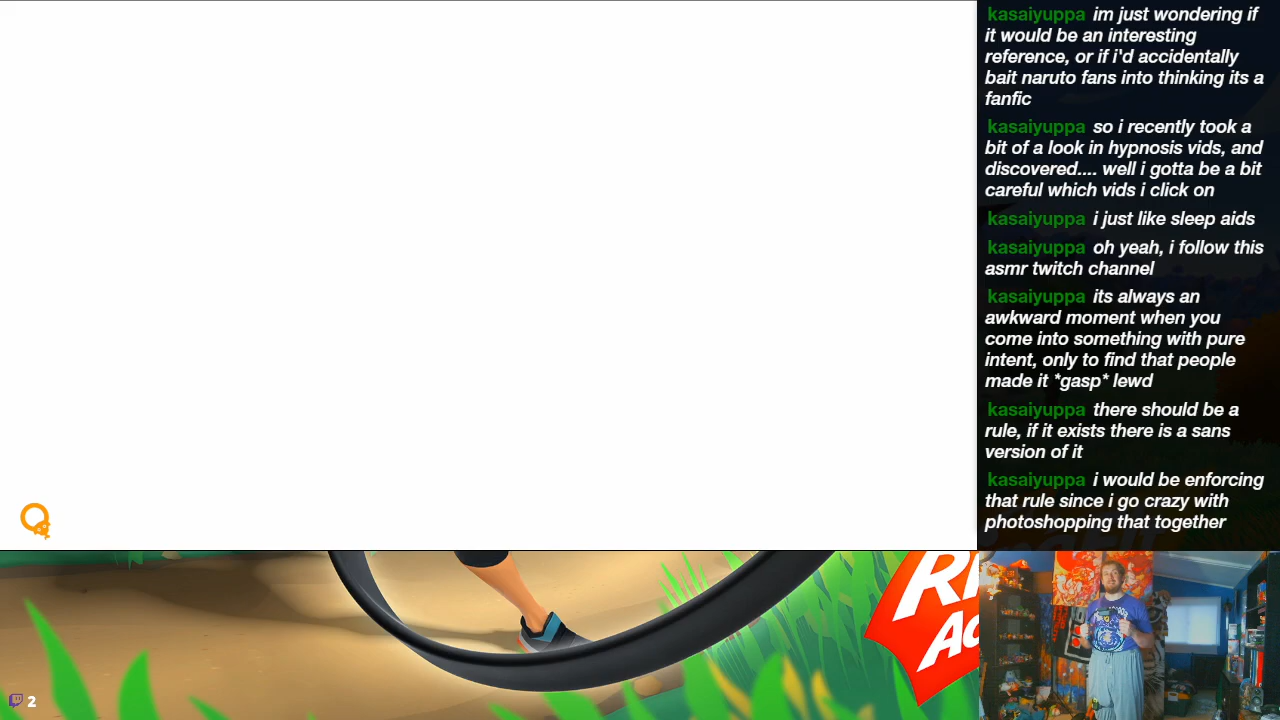 kasaiyuppa im just wondering if
it would be an interesting
reference, or if i'd accidentally
bait naruto fans into thinking its a
fanfic
kasaiyuppa so i recently took a
bit of a look in hypnosis vids, and
discovered.... well i gotta be a bit
careful which vids i click on
kasaiyuppa i just like sleep aids
kasaiyuppa oh yeah, i follow this
asmr twitch channel
kasaiyuppa its always an
awkward moment when you
come into something with pure
intent, only to find that people
made it *gasp* lewd
kasaiyuppa there should be a
rule, if it exists there is a sans
version of it
kasaiyuppa i would be enforcing
that rule since i go crazy with
photoshopping that together
2